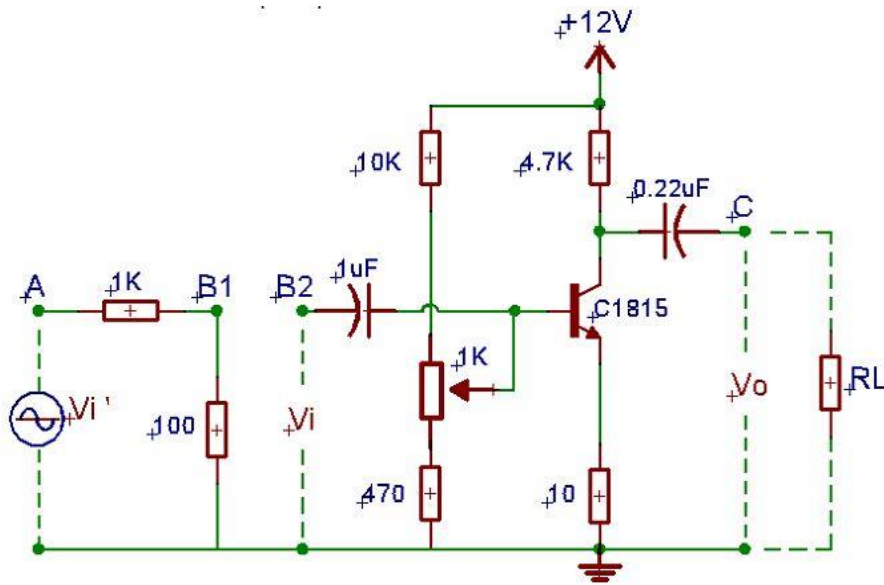 +12V
10K
4.7K
0.22uF
C
A
1K
B1
B2
1uF
C1815
1K
Vi '
100
Vi
Vo
RL
470
10